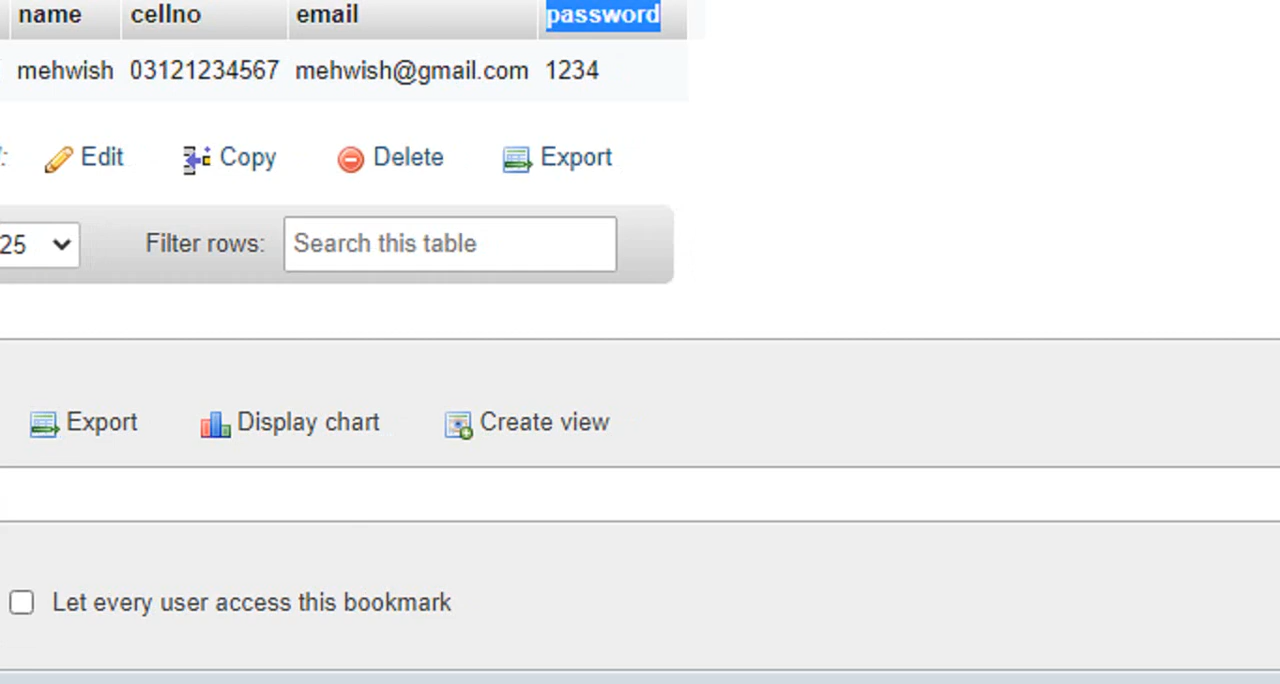 name cellno email password
mehwish 03121234567 mehwish@gmail.com 1234
Edit Copy Delete Export
25 Filter rows: Search this table
Export Display chart Create view
Let every user access this bookmark